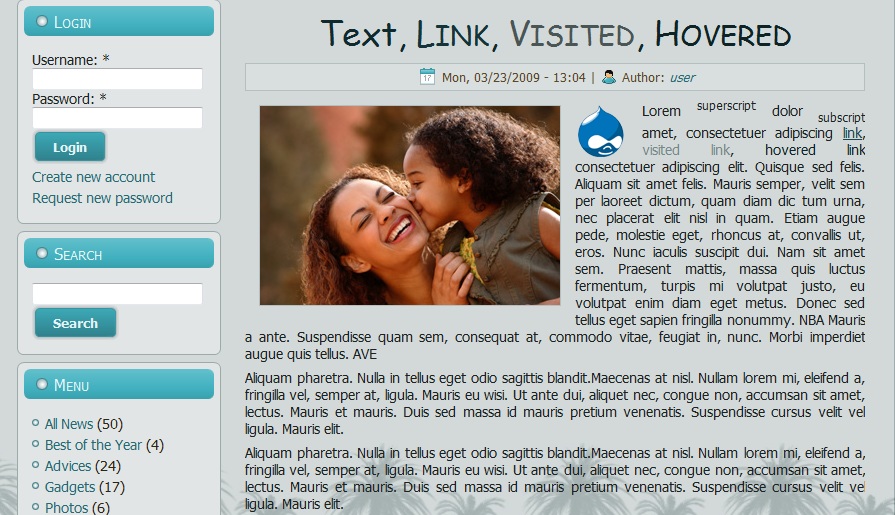 Login
Username: *
Password: *
Login
Create new account
Request new password
Search
Search
Menu
All News (50)
Best of the Year (4)
Advices (24)
Gadgets (17)
Photos (6)
Text, Link, Visited, Hovered
17 Mon, 03/23/2009 - 13:04 | Author: user
Lorem superscript dolor subscript
amet, consectetuer adipiscing link,
visited link, hovered link
consectetuer adipiscing elit. Quisque sed felis.
Aliquam sit amet felis. Mauris semper, velit sem
per laoreet dictum, quam diam dic tum urna,
nec placerat elit nisl in quam. Etiam augue
pede, molestie eget, rhoncus at, convallis ut,
eros. Nunc iaculis suscipit dui. Nam sit amet
sem. Praesent mattis, massa quis luctus
fermentum, turpis mi volutpat justo, eu
volutpat enim diam eget metus. Donec sed
tellus eget sapien fringilla nonummy. NBA Mauris
a ante. Suspendisse quam sem, consequat at, commodo vitae, feugiat in, nunc. Morbi imperdiet
augue quis tellus. AVE
Aliquam pharetra. Nulla in tellus eget odio sagittis blandit.Maecenas at nisl. Nullam lorem mi, eleifend a,
fringilla vel, semper at, ligula. Mauris eu wisi. Ut ante dui, aliquet nec, congue non, accumsan sit amet,
lectus. Mauris et mauris. Duis sed massa id mauris pretium venenatis. Suspendisse cursus velit vel
ligula. Mauris elit.
Aliquam pharetra. Nulla in tellus eget odio sagittis blandit.Maecenas at nisl. Nullam lorem mi, eleifend a,
fringilla vel, semper at, ligula. Mauris eu wisi. Ut ante dui, aliquet nec, congue non, accumsan sit amet,
lectus. Mauris et mauris. Duis sed massa id mauris pretium venenatis. Suspendisse cursus velit vel
ligula. Mauris elit.